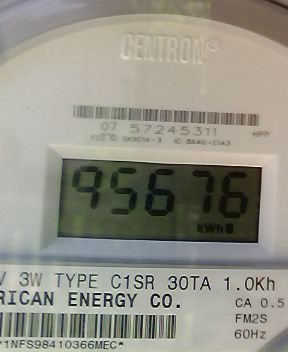 CENTRON®
07 57245311
HPP
95676
kWh
V 3W TYPE C1SR 30TA 1.0Kh
RICAN ENERGY CO.
CA 0.5
FM2S
60Hz
*1NFS98410366MEC*